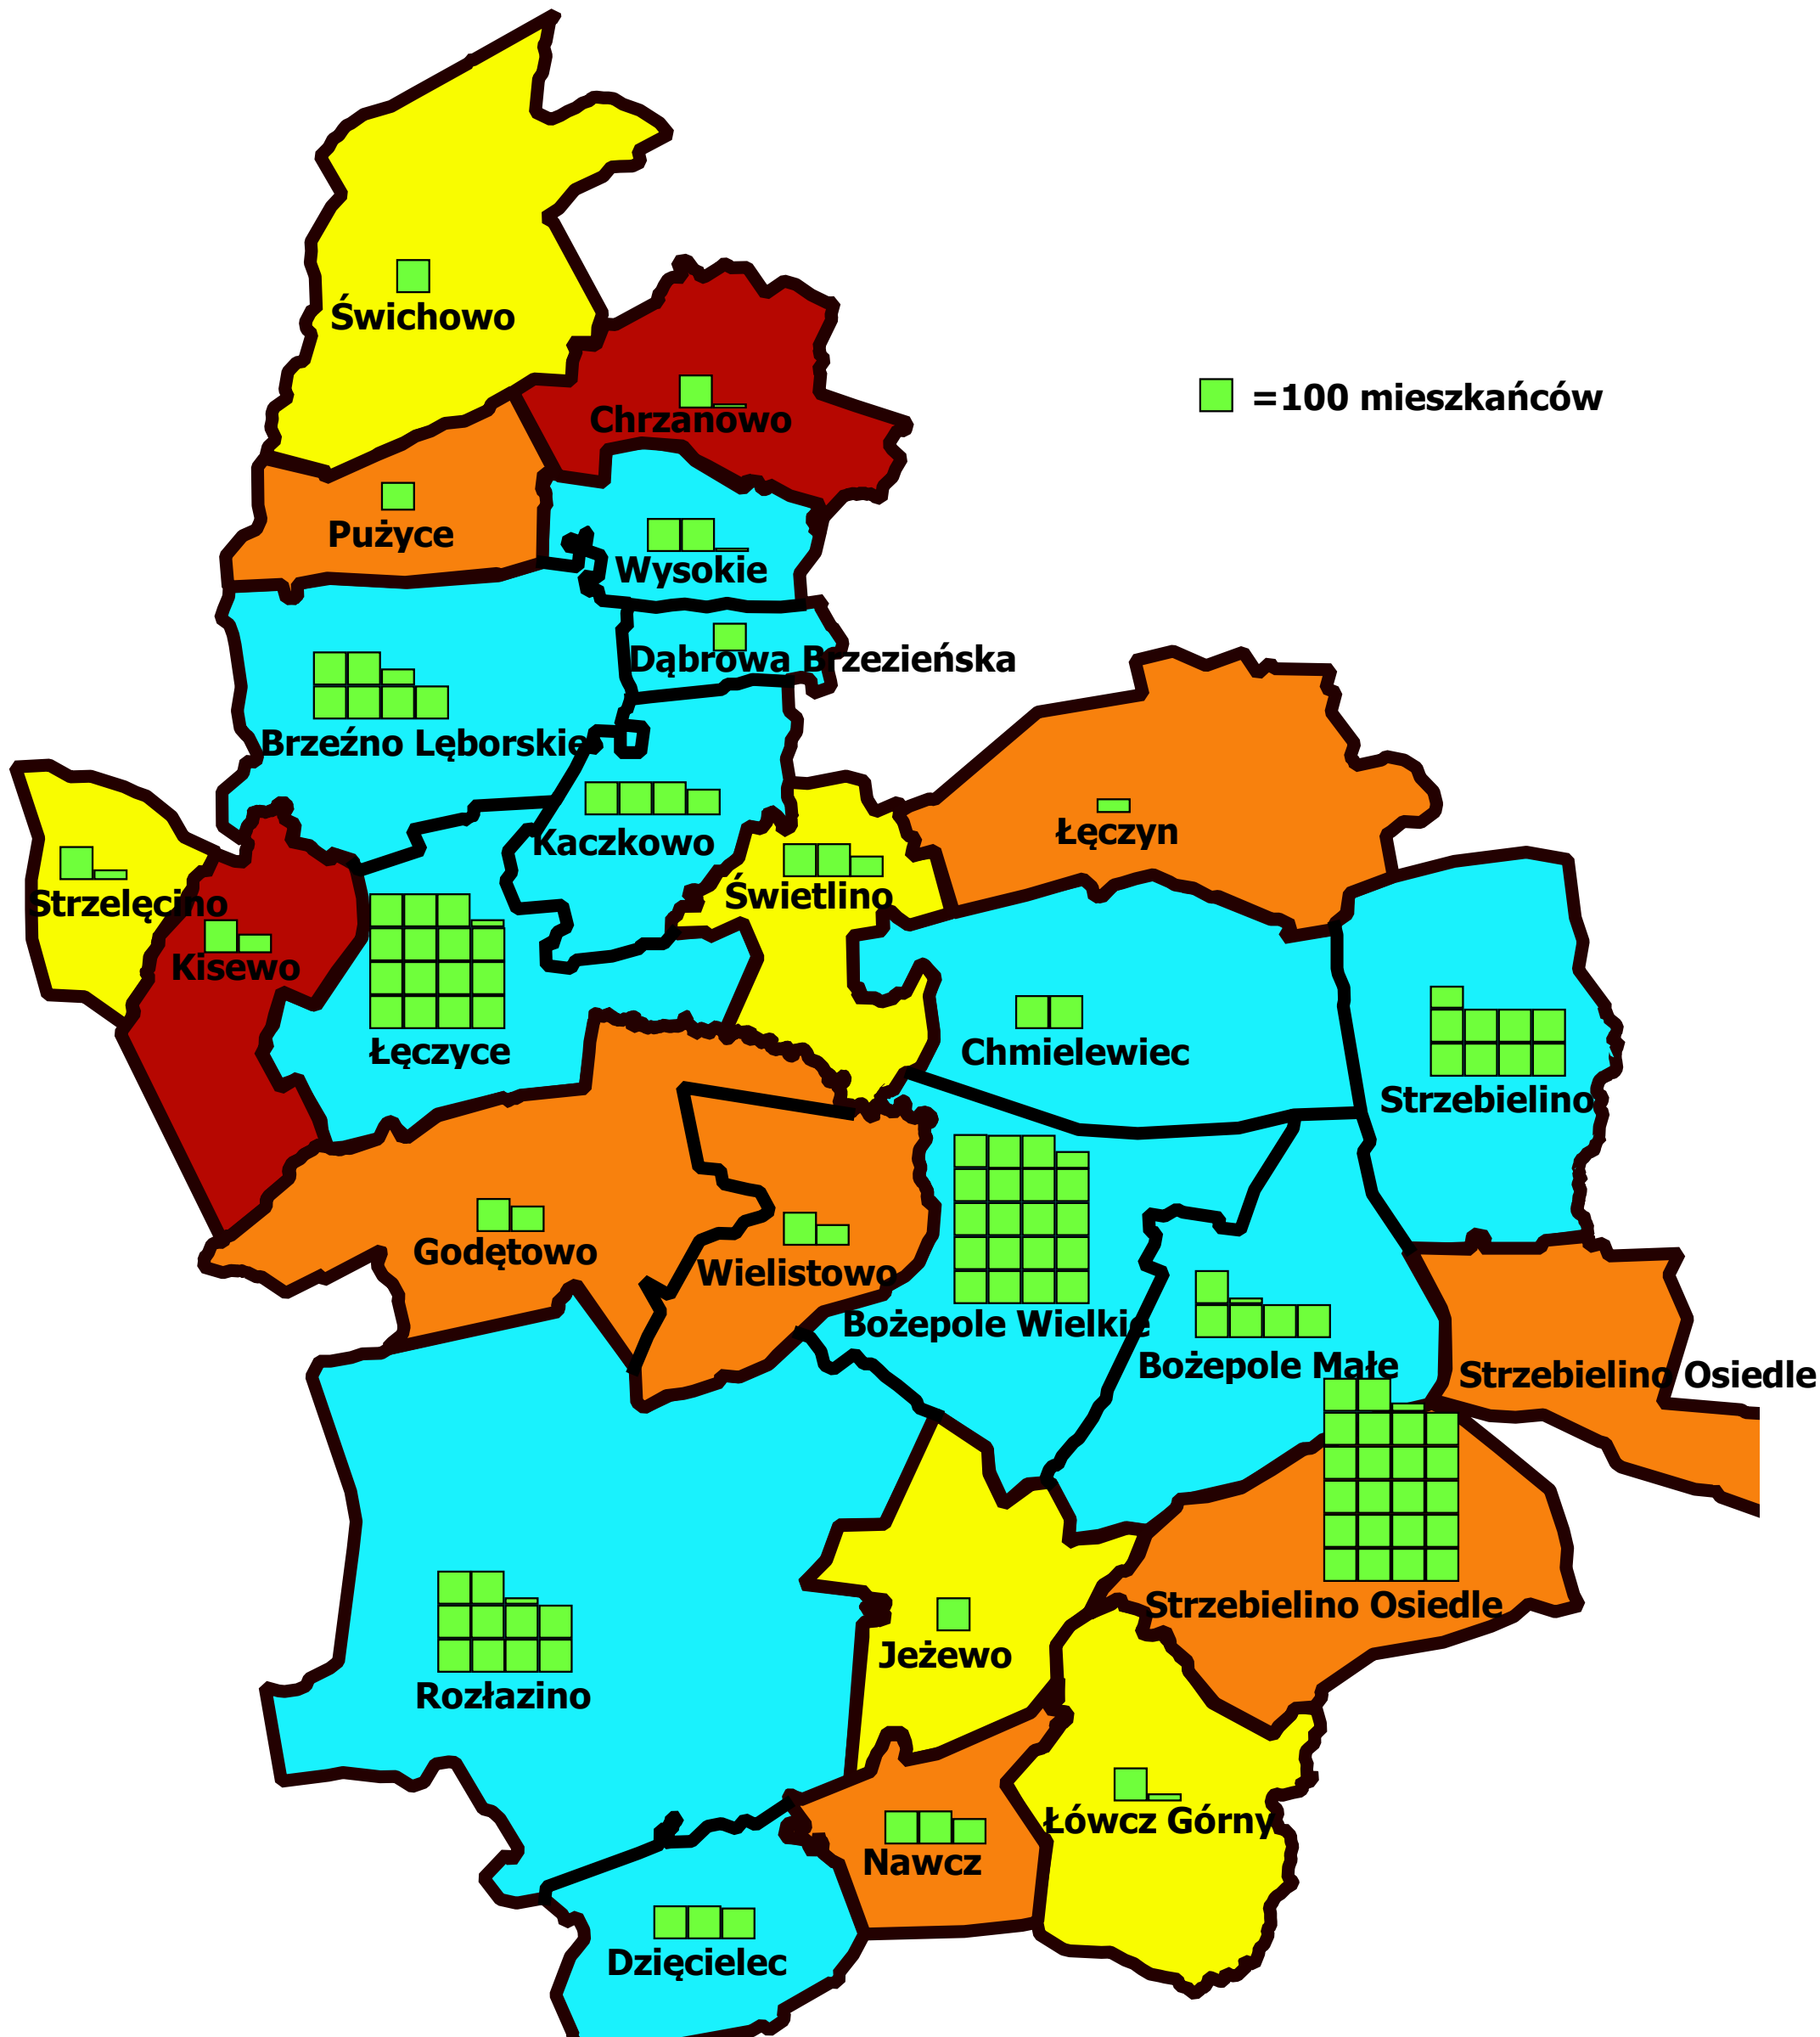 Świchowo
=100 mieszkańców
Chrzanowo
Pużyce
Wysokie
Dąbrowa Brzezieńska
Brzeźno Lęborskie
Łęczyn
Kaczkowo
Świetlino
Strzelęcino
Kisewo
Łęczyce
Chmielewiec
Strzebielino
Godętowo
Wielistowo
Bożepole Wielkie
Bożepole Małe
Strzebielino Osiedle
Strzebielino Osiedle
Jeżewo
Rozłazino
Łówcz Górny
Nawcz
Dzięcielec